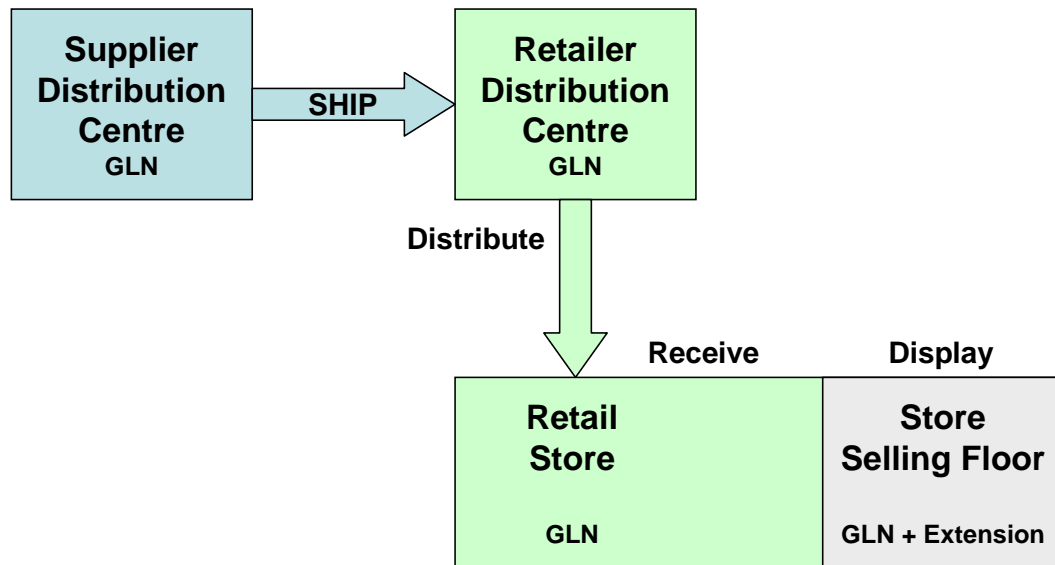 Supplier
Distribution
Centre
GLN
SHIP
Retailer
Distribution
Centre
GLN
Distribute
Receive
Display
Retail
Store
GLN
Store
Selling Floor
GLN + Extension